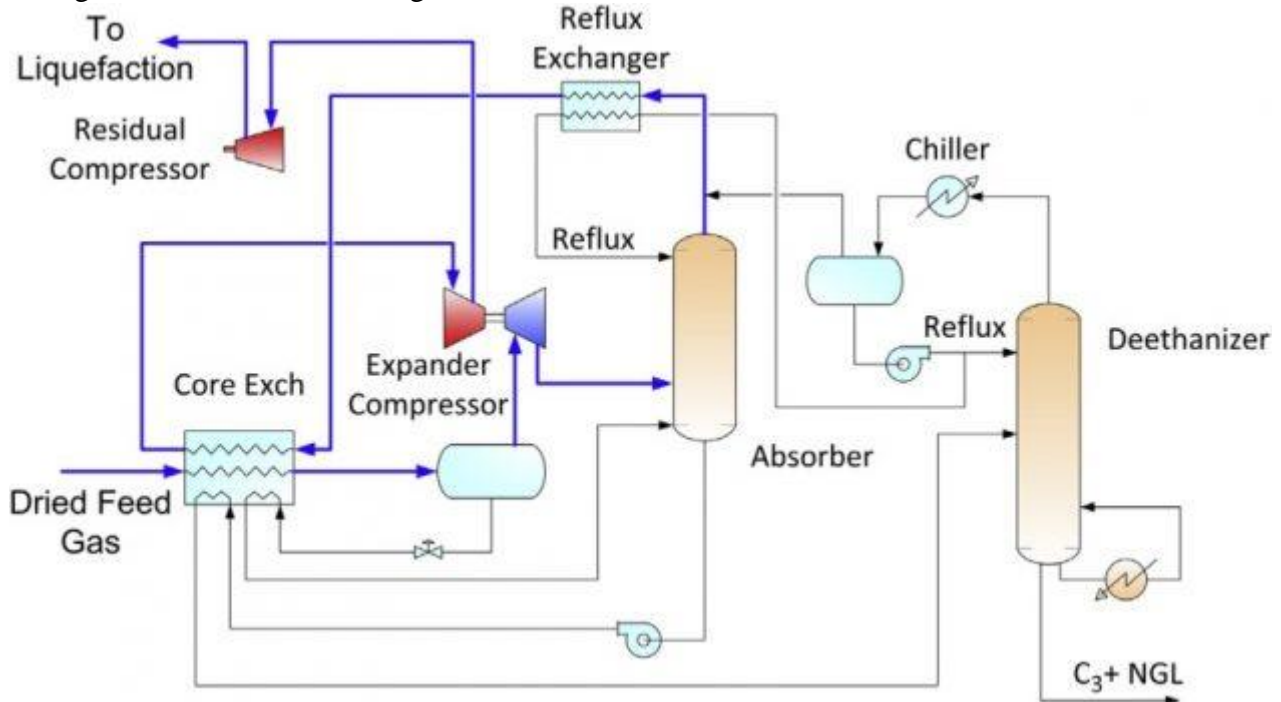 To
Liquefaction
Residual
Compressor
Reflux
Exchanger
Chiller
Reflux
Reflux
Deethanizer
Expander
Compressor
Core Exch
Absorber
Dried Feed
Gas
C₃+ NGL